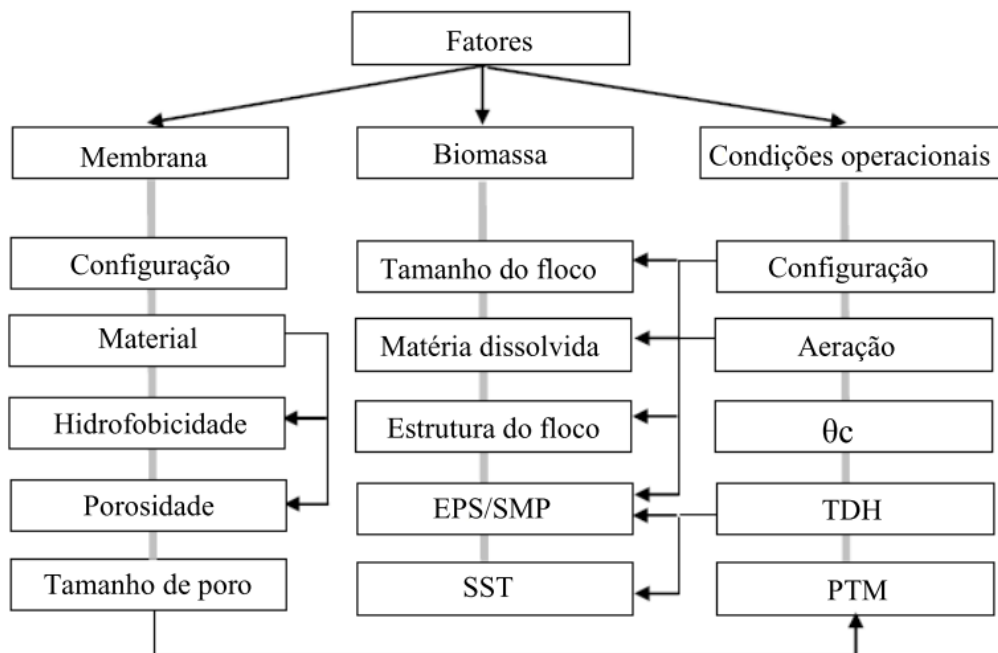 Fatores
Membrana
Biomassa
Condições operacionais
Configuração
Tamanho do floco
Configuração
Material
Matéria dissolvida
Aeração
Hidrofobicidade
Estrutura do floco
θc
Porosidade
EPS/SMP
TDH
Tamanho de poro
SST
PTM